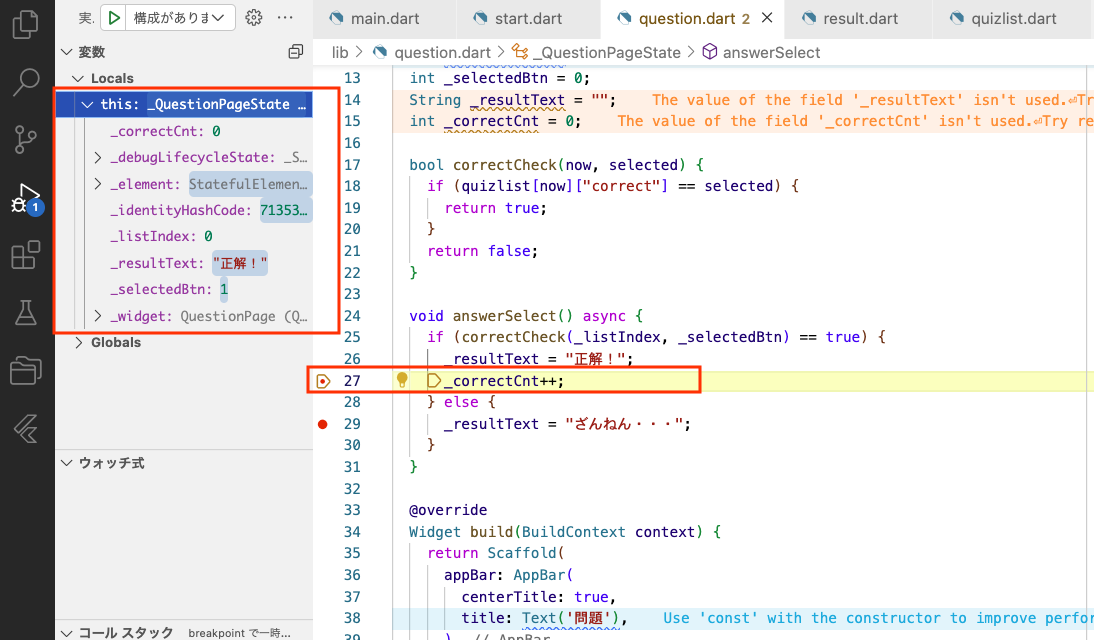 実. 構成がありま
main.dart
start.dart
question.dart 2
result.dart
quizlist.dart
lib > question.dart > _QuestionPageState > answerSelect
変数
Locals
this: _QuestionPageState …
_correctCnt: 0
_debugLifecycleState: _S…
_element: StatefulElemen…
_identityHashCode: 71353…
_listIndex: 0
_resultText: "正解！"
_selectedBtn: 1
_widget: QuestionPage (Q…
Globals
ウォッチ式
コール スタック breakpoint で一時…
1
13 int _selectedBtn = 0;
14 String _resultText = ""; The value of the field '_resultText' isn't used.⏎Tr
15 int _correctCnt = 0; The value of the field '_correctCnt' isn't used.⏎Try re
16
17 bool correctCheck(now, selected) {
18 if (quizlist[now]["correct"] == selected) {
19 return true;
20 }
21 return false;
22 }
23
24 void answerSelect() async {
25 if (correctCheck(_listIndex, _selectedBtn) == true) {
26 _resultText = "正解！";
27 _correctCnt++;
28 } else {
29 _resultText = "ざんねん・・・";
30 }
31 }
32
33 @override
34 Widget build(BuildContext context) {
35 return Scaffold(
36 appBar: AppBar(
37 centerTitle: true,
38 title: Text('問題'), Use 'const' with the constructor to improve perfor
39 ), // AppBar